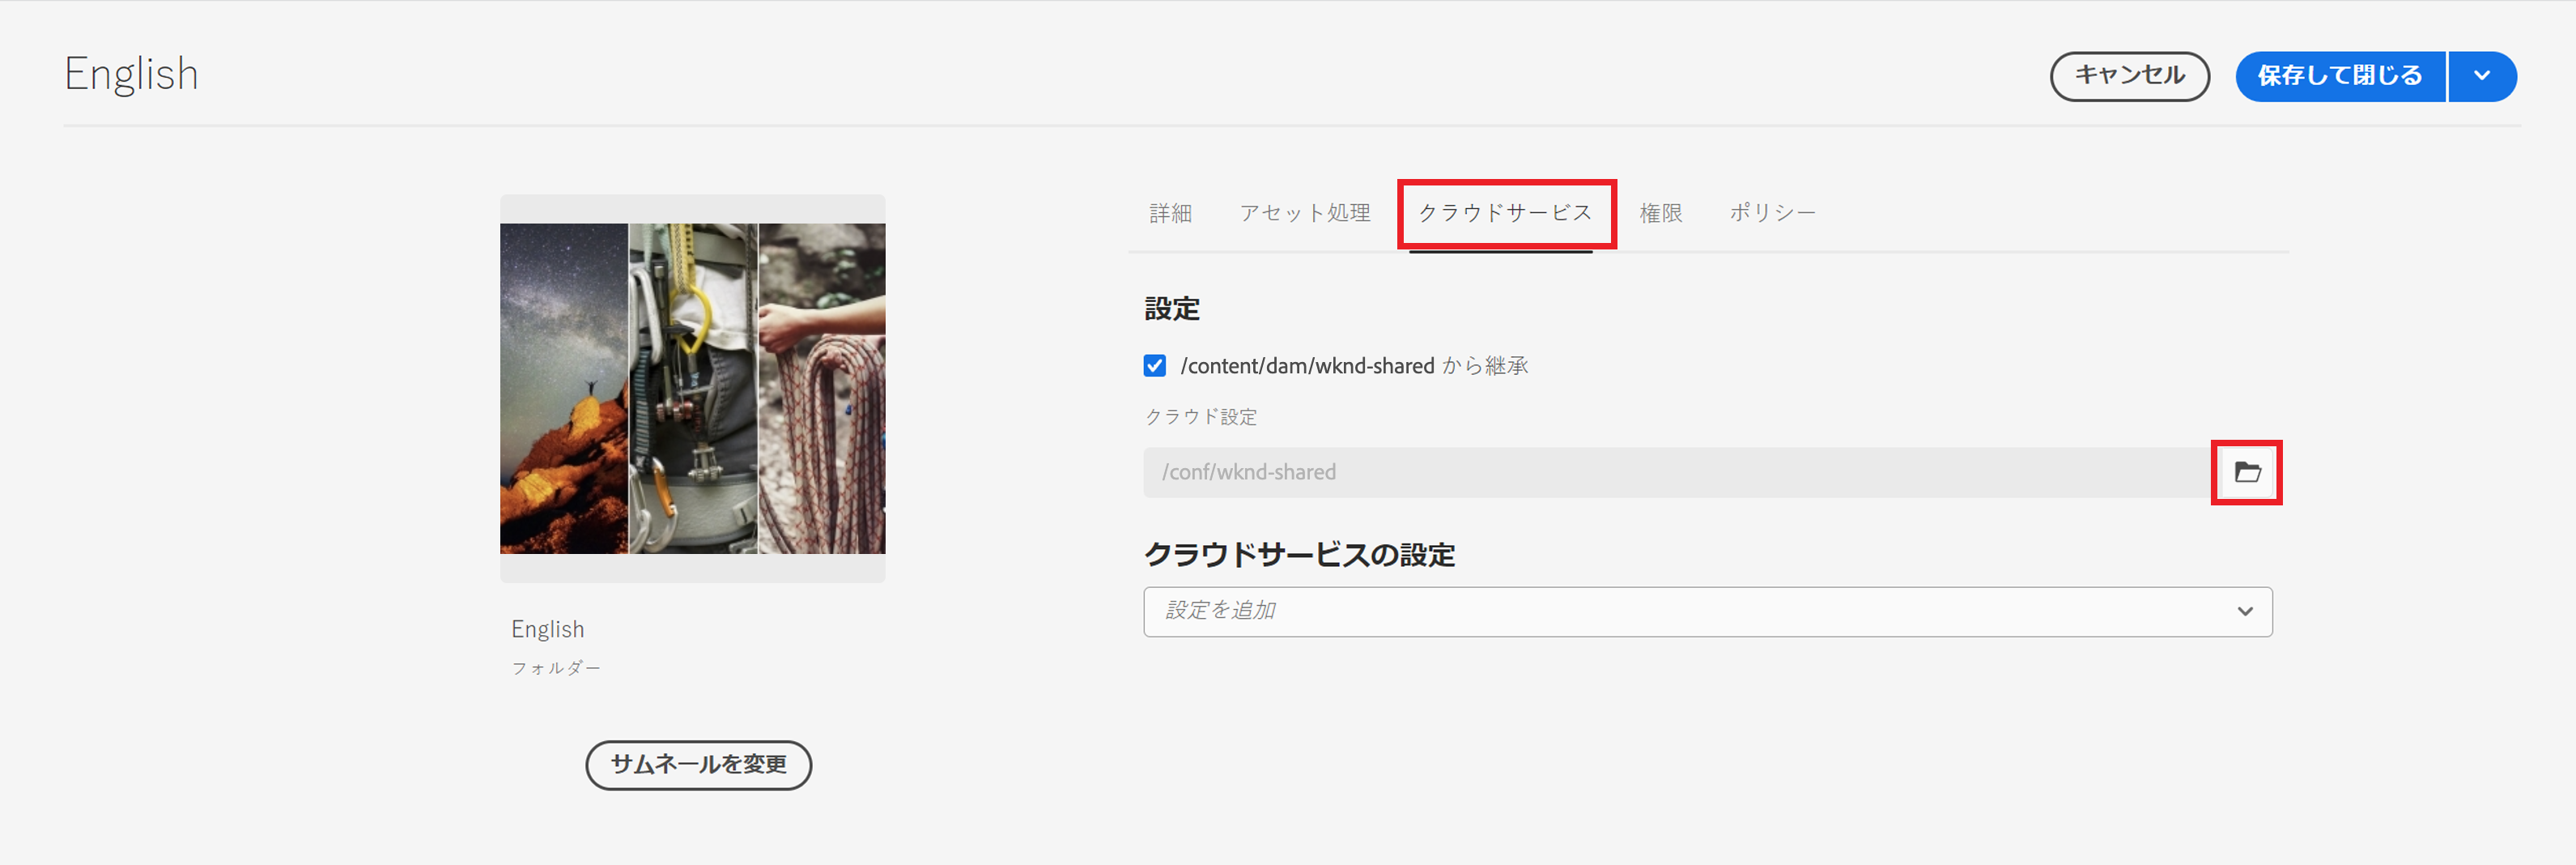 English
キャンセル
保存して閉じる
詳細 アセット処理 クラウドサービス 権限 ポリシー
設定
/content/dam/wknd-shared から継承
クラウド設定
/conf/wknd-shared
クラウドサービスの設定
設定を追加
English
フォルダー
サムネールを変更